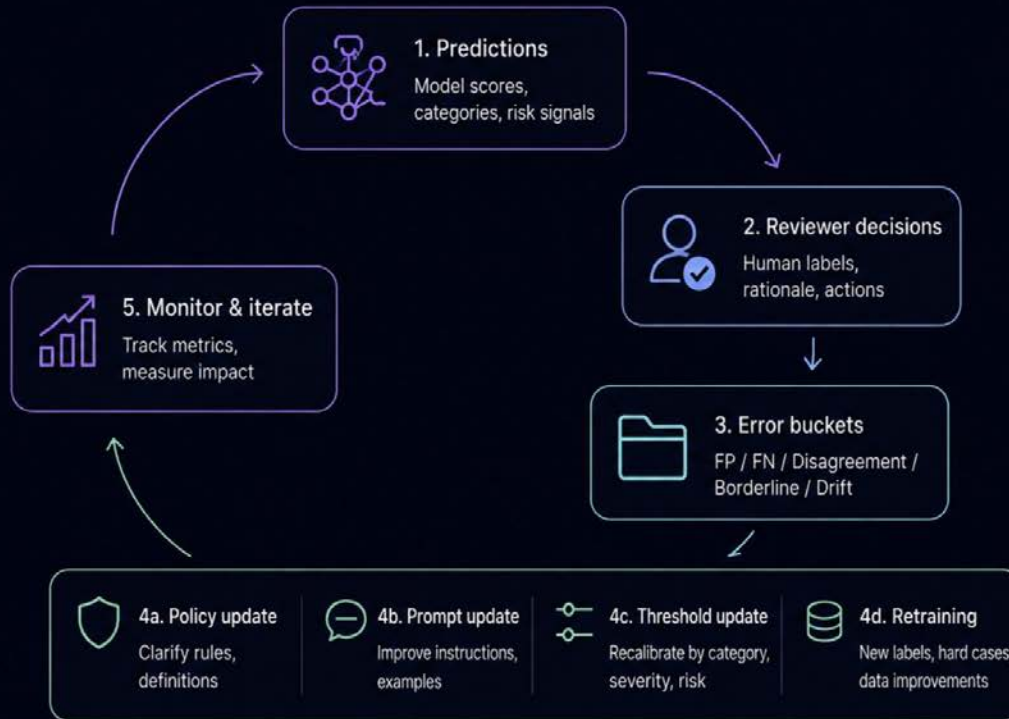 1. Predictions
Model scores,
categories, risk signals
2. Reviewer decisions
Human labels,
rationale, actions
3. Error buckets
FP / FN / Disagreement /
Borderline / Drift
4a. Policy update
Clarify rules,
definitions
4b. Prompt update
Improve instructions,
examples
4c. Threshold update
Recalibrate by category,
severity, risk
4d. Retraining
New labels, hard cases
data improvements
5. Monitor & iterate
Track metrics,
measure impact